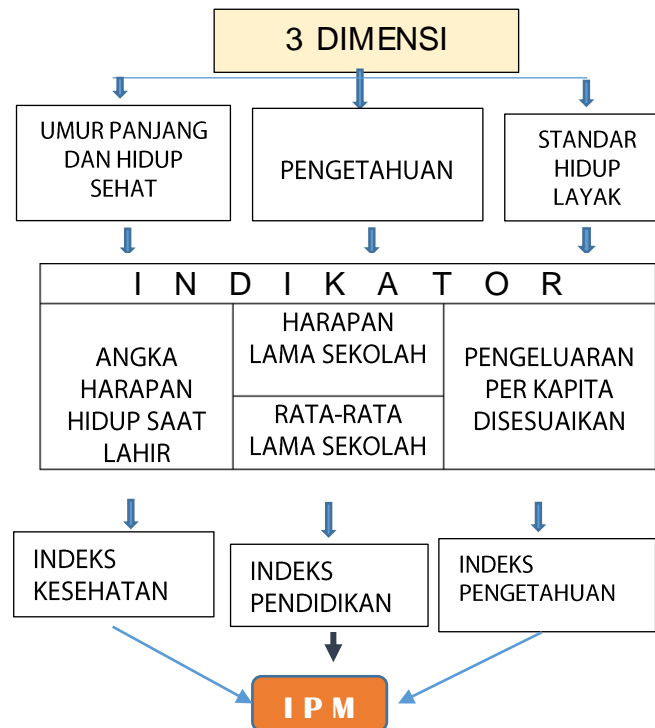 3 DIMENSI
UMUR PANJANG
DAN HIDUP
SEHAT
PENGETAHUAN
STANDAR
HIDUP
LAYAK
I N D I K A T O R
ANGKA
HARAPAN
HIDUP SAAT
LAHIR
HARAPAN
LAMA SEKOLAH
RATA-RATA
LAMA SEKOLAH
PENGELUARAN
PER KAPITA
DISESUAIKAN
INDEKS
KESEHATAN
INDEKS
PENDIDIKAN
INDEKS
PENGETAHUAN
IPM